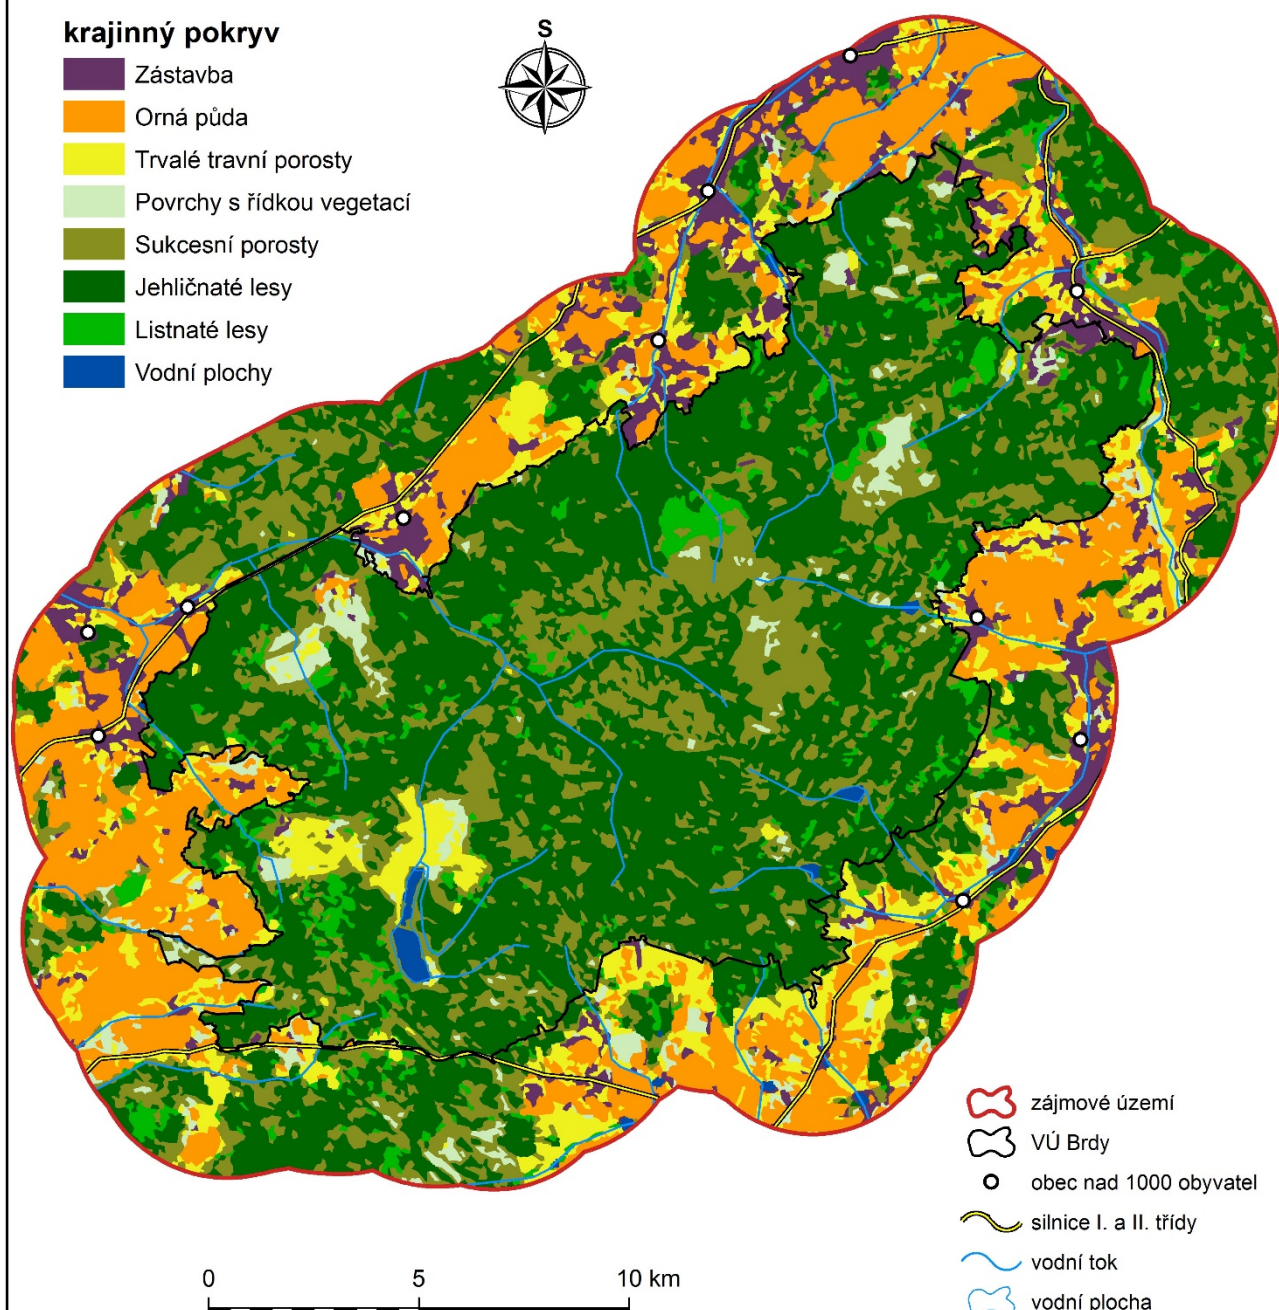 krajinný pokryv
Zástavba
Orná půda
Trvalé travní porosty
Povrchy s řídkou vegetací
Sukcesní porosty
Jehličnaté lesy
Listnaté lesy
Vodní plochy
S
zájmové území
VÚ Brdy
obec nad 1000 obyvatel
silnice I. a II. třídy
vodní tok
vodní plocha
0 5 10 km